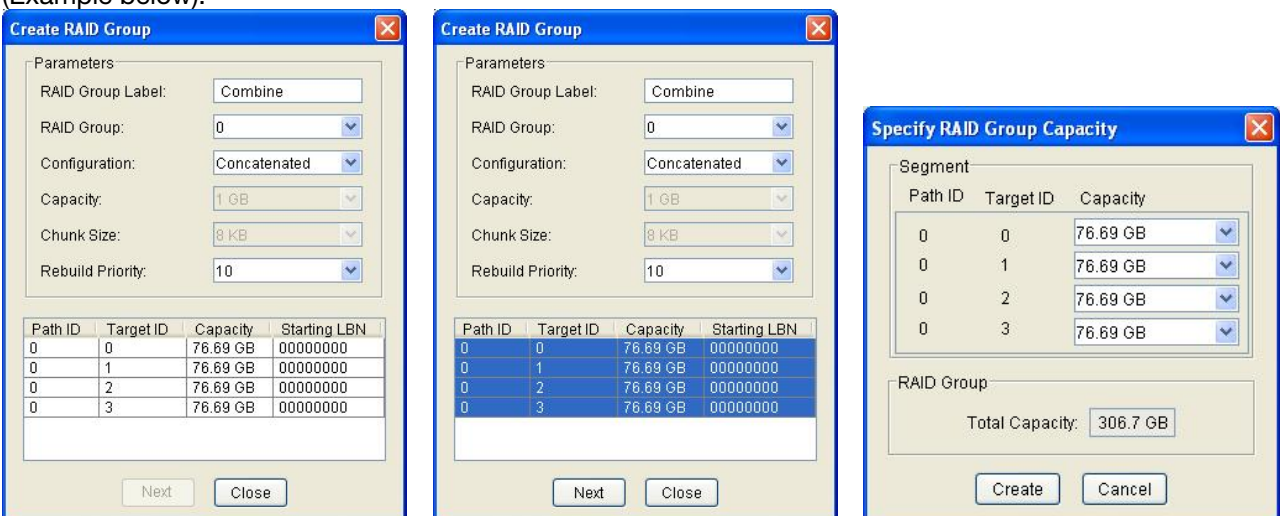 (Example below).
Create RAID Group
Parameters
RAID Group Label: Combine
RAID Group: 0
Configuration: Concatenated
Capacity: 1 GB
Chunk Size: 8 KB
Rebuild Priority: 10
Path ID Target ID Capacity Starting LBN
0 0 76.69 GB 00000000
0 1 76.69 GB 00000000
0 2 76.69 GB 00000000
0 3 76.69 GB 00000000
Next Close
Create RAID Group
Parameters
RAID Group Label: Combine
RAID Group: 0
Configuration: Concatenated
Capacity: 1 GB
Chunk Size: 8 KB
Rebuild Priority: 10
Path ID Target ID Capacity Starting LBN
0 0 76.69 GB 00000000
0 1 76.69 GB 00000000
0 2 76.69 GB 00000000
0 3 76.69 GB 00000000
Next Close
Specify RAID Group Capacity
Segment
Path ID Target ID Capacity
0 0 76.69 GB
0 1 76.69 GB
0 2 76.69 GB
0 3 76.69 GB
RAID Group
Total Capacity: 306.7 GB
Create Cancel